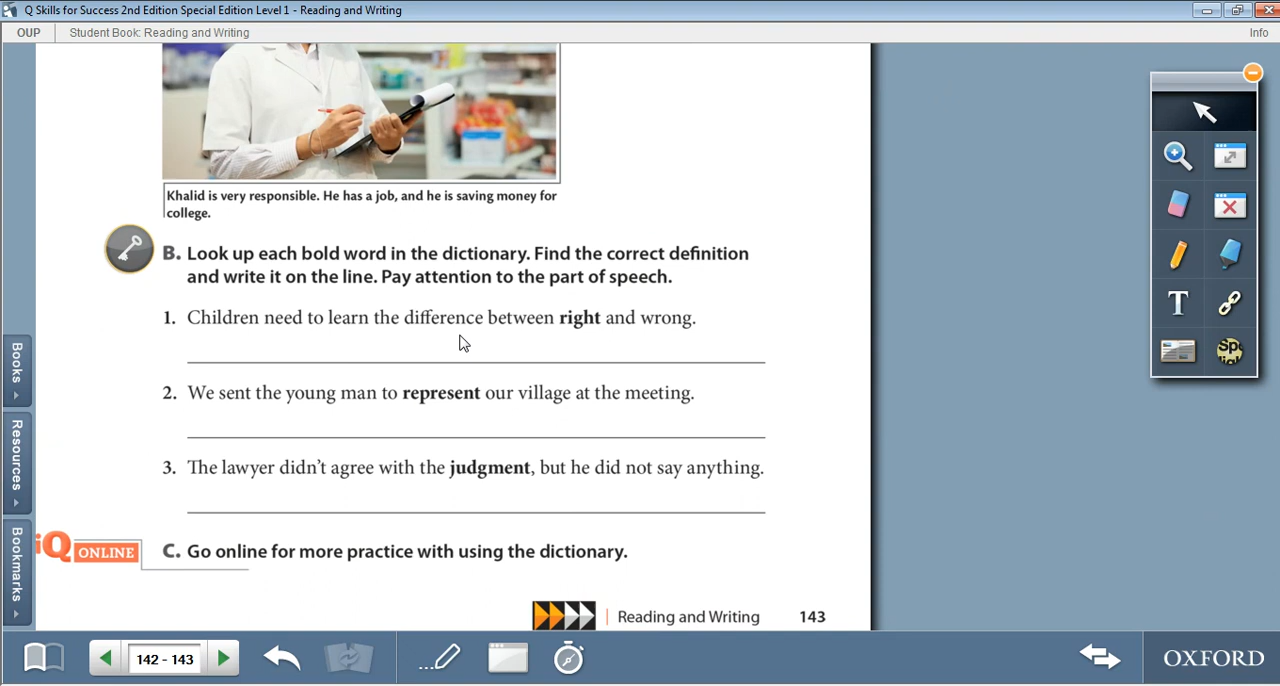 Q Skills for Success 2nd Edition Special Edition Level 1 - Reading and Writing
OUP Student Book: Reading and Writing Info
Khalid is very responsible. He has a job, and he is saving money for
college.
B. Look up each bold word in the dictionary. Find the correct definition
and write it on the line. Pay attention to the part of speech.
1. Children need to learn the difference between right and wrong.
2. We sent the young man to represent our village at the meeting.
3. The lawyer didn't agree with the judgment, but he did not say anything.
iQ ONLINE
C. Go online for more practice with using the dictionary.
Reading and Writing 143
Books
Resources
Bookmarks
T
142 - 143
OXFORD